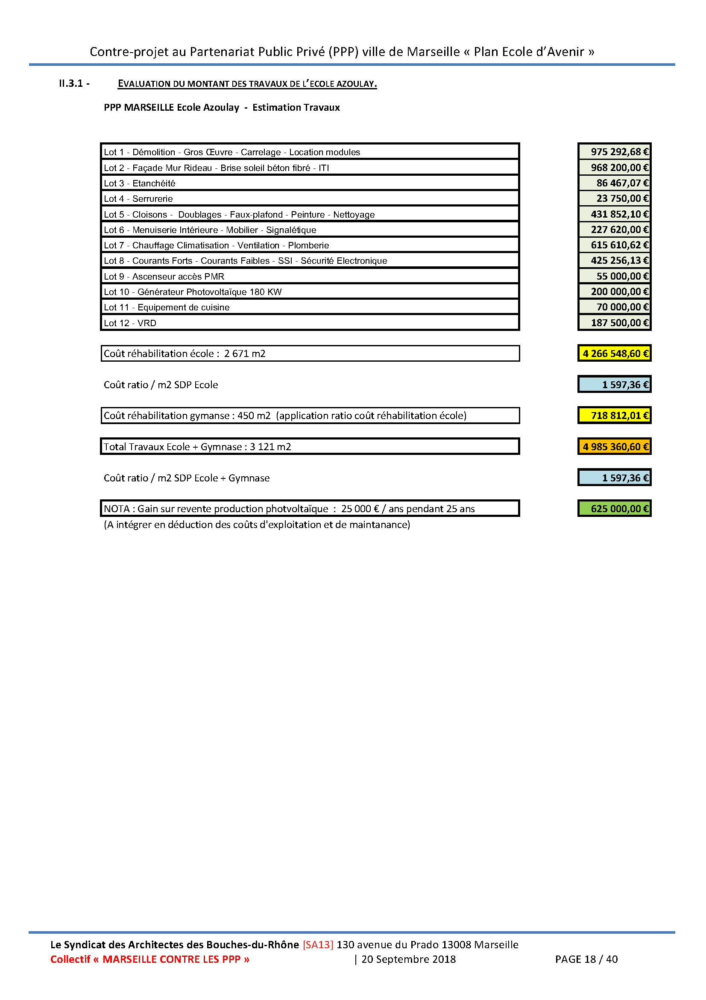 Contre-projet au Partenariat Public Privé (PPP) ville de Marseille « Plan Ecole d’Avenir »
II.3.1 - EVALUATION DU MONTANT DES TRAVAUX DE L’ECOLE AZOULAY.
PPP MARSEILLE Ecole Azoulay - Estimation Travaux
Lot 1 - Démolition - Gros Œuvre - Carrelage - Location modules 975 292,68 €
Lot 2 - Façade Mur Rideau - Brise soleil béton fibré - ITI 968 200,00 €
Lot 3 - Etanchéité 86 467,07 €
Lot 4 - Serrurerie 23 750,00 €
Lot 5 - Cloisons - Doublages - Faux-plafond - Peinture - Nettoyage 431 852,10 €
Lot 6 - Menuiserie Intérieure - Mobilier - Signalétique 227 620,00 €
Lot 7 - Chauffage Climatisation - Ventilation - Plomberie 615 610,62 €
Lot 8 - Courants Forts - Courants Faibles - SSI - Sécurité Electronique 425 256,13 €
Lot 9 - Ascenseur accès PMR 55 000,00 €
Lot 10 - Générateur Photovoltaïque 180 KW 200 000,00 €
Lot 11 - Equipement de cuisine 70 000,00 €
Lot 12 - VRD 187 500,00 €
Coût réhabilitation école : 2 671 m2 4 266 548,60 €
Coût ratio / m2 SDP Ecole 1 597,36 €
Coût réhabilitation gymanse : 450 m2 (application ratio coût réhabilitation école) 718 812,01 €
Total Travaux Ecole + Gymnase : 3 121 m2 4 985 360,60 €
Coût ratio / m2 SDP Ecole + Gymnase 1 597,36 €
NOTA : Gain sur revente production photvoltaïque : 25 000 € / ans pendant 25 ans 625 000,00 €
(A intégrer en déduction des coûts d'exploitation et de maintanance)
Le Syndicat des Architectes des Bouches-du-Rhône [SA13] 130 avenue du Prado 13008 Marseille
Collectif « MARSEILLE CONTRE LES PPP » | 20 Septembre 2018 PAGE 18 / 40